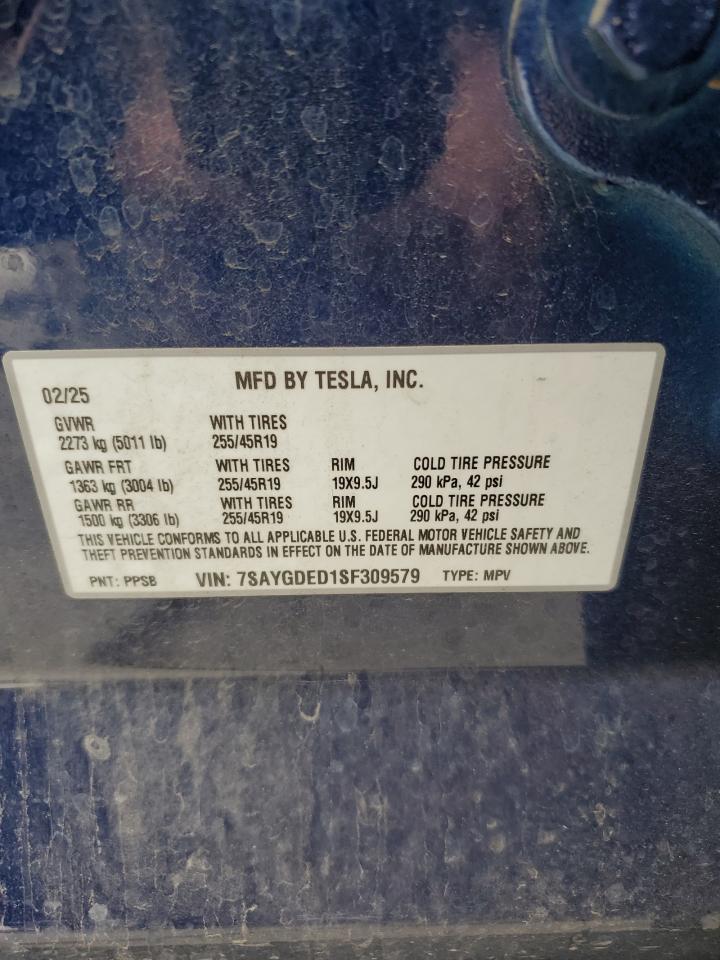 02/25 MFD BY TESLA, INC.
GVWR WITH TIRES
2273 kg (5011 lb) 255/45R19
GAWR FRT WITH TIRES RIM COLD TIRE PRESSURE
1363 kg (3004 lb) 255/45R19 19X9.5J 290 kPa, 42 psi
GAWR RR WITH TIRES RIM COLD TIRE PRESSURE
1500 kg (3306 lb) 255/45R19 19X9.5J 290 kPa, 42 psi
THIS VEHICLE CONFORMS TO ALL APPLICABLE U.S. FEDERAL MOTOR VEHICLE SAFETY AND
THEFT PREVENTION STANDARDS IN EFFECT ON THE DATE OF MANUFACTURE SHOWN ABOVE.
PNT: PPSB VIN: 7SAYGDED1SF309579 TYPE: MPV